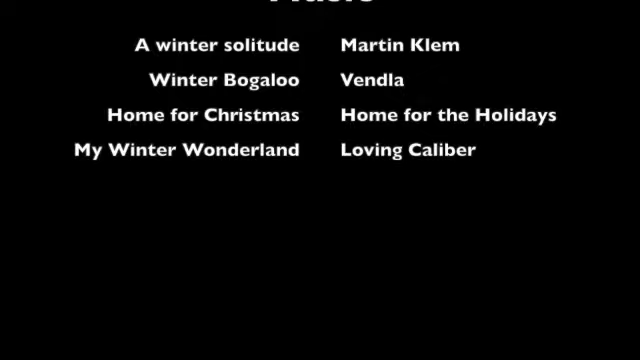 Music
A winter solitude Martin Klem
Winter Bogaloo Vendla
Home for Christmas Home for the Holidays
My Winter Wonderland Loving Caliber